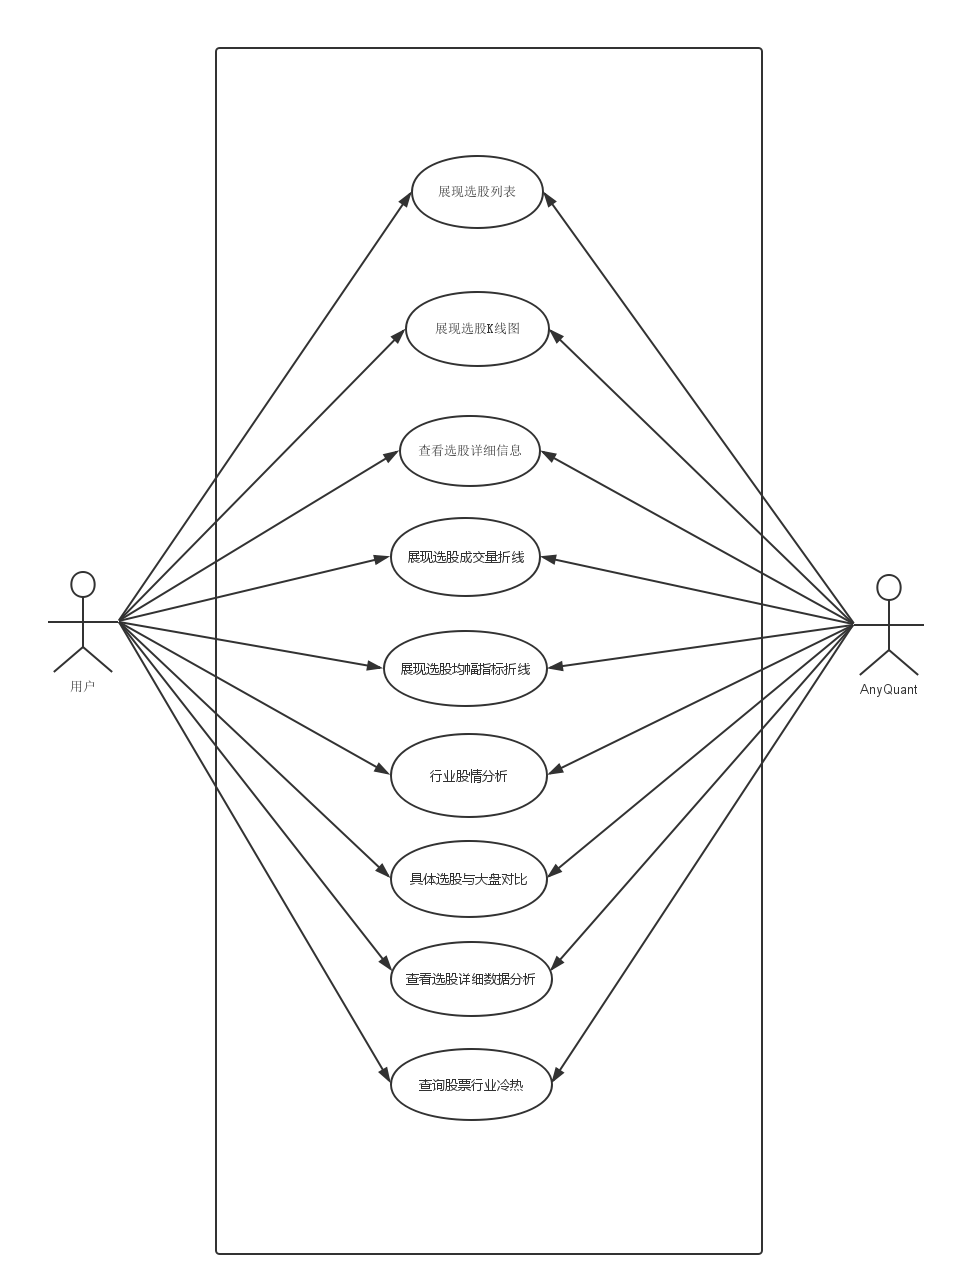 展现选股列表
展现选股K线图
查看选股详细信息
展现选股成交量折线
展现选股均幅指标折线
用户
AnyQuant
行业股情分析
具体选股与大盘对比
查看选股详细数据分析
查询股票行业冷热